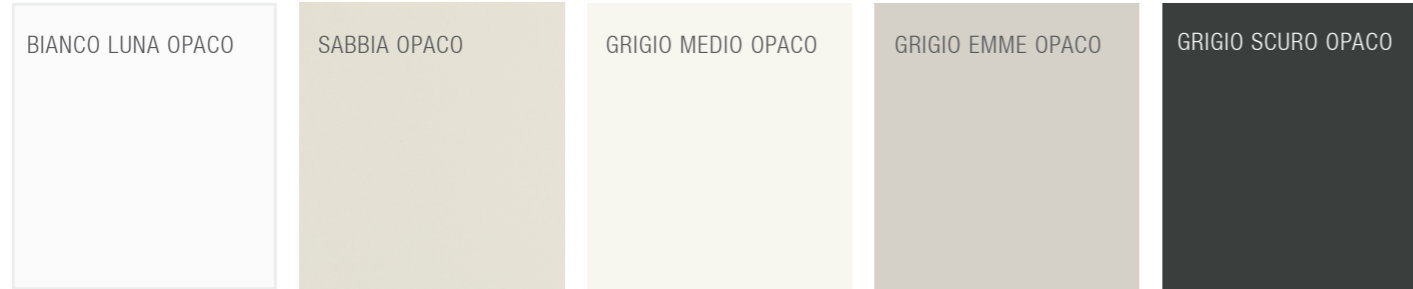 BIANCO LUNA OPACO
SABBIA OPACO
GRIGIO MEDIO OPACO
GRIGIO EMME OPACO
GRIGIO SCURO OPACO